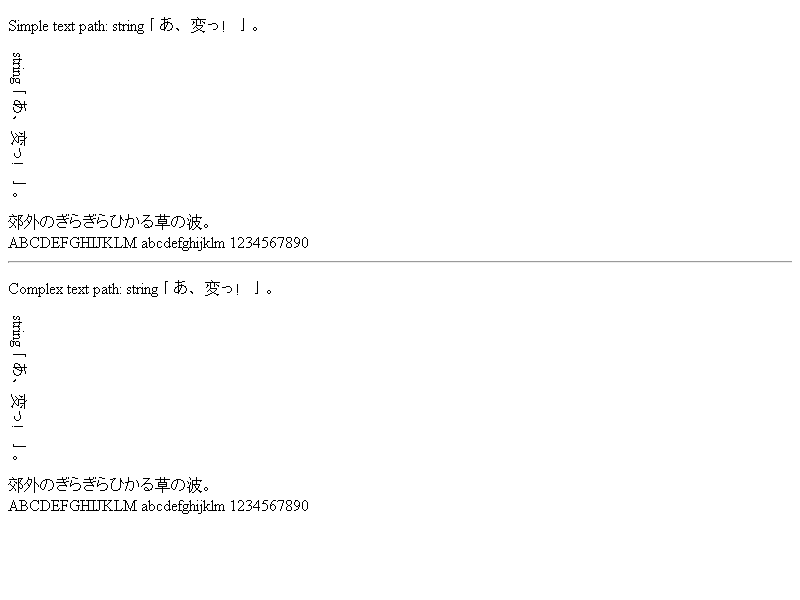 Simple text path: string「あ、変っ！」。
string「あ、変っ！」。
郊外のぎらぎらひかる草の波。
ABCDEFGHIJKLM abcdefghijklm 1234567890
Complex text path: string「あ、変っ！」。
string「あ、変っ！」。
郊外のぎらぎらひかる草の波。
ABCDEFGHIJKLM abcdefghijklm 1234567890